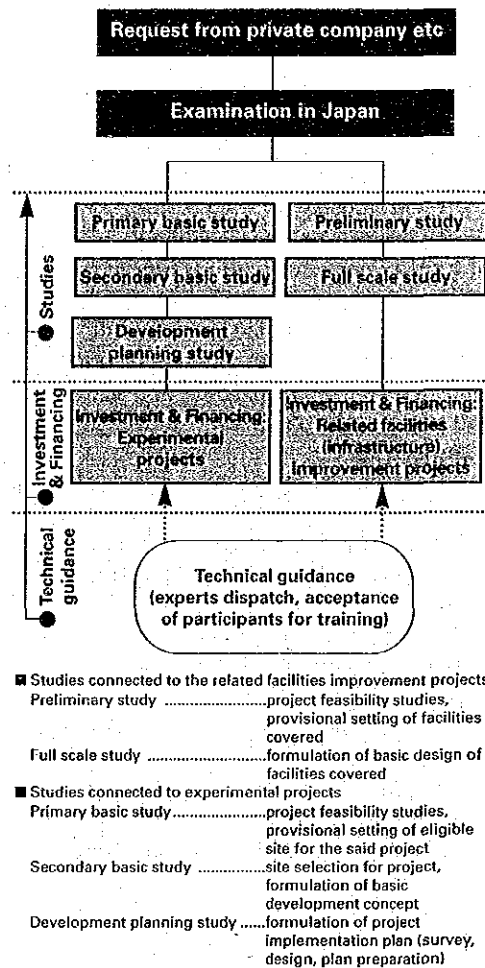 Request from private company etc
Examination in Japan
Primary basic study
Preliminary study
Secondary basic study
Full scale study
Development
planning study
Studies
Investment & Financing:
Experimental
projects
Investment & Financing:
Related facilities
(infrastructure)
improvement projects
Investment
& Financing
Technical
guidance
Technical guidance
(experts dispatch, acceptance
of participants for training)
■ Studies connected to the related facilities improvement projects
Preliminary study ......................project feasibility studies,
provisional setting of facilities
covered
Full scale study .........................formulation of basic design of
facilities covered
■ Studies connected to experimental projects
Primary basic study....................project feasibility studies,
provisional setting of eligible
site for the said project
Secondary basic study ...............site selection for project,
formulation of basic
development concept
Development planning study ......formulation of project
implementation plan (survey,
design, plan preparation)